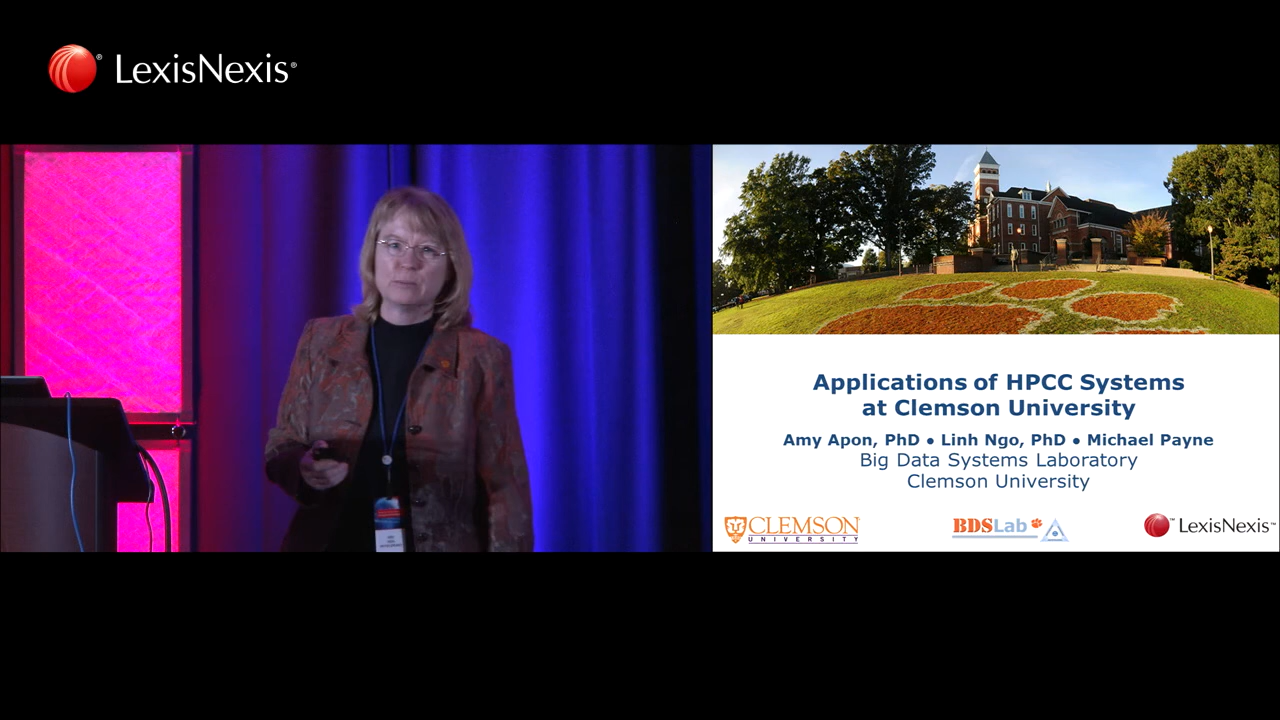 LexisNexis®
Applications of HPCC Systems
at Clemson University
Amy Apon, PhD ● Linh Ngo, PhD ● Michael Payne
Big Data Systems Laboratory
Clemson University
CLEMSON
UNIVERSITY
BDSLab
LexisNexis™